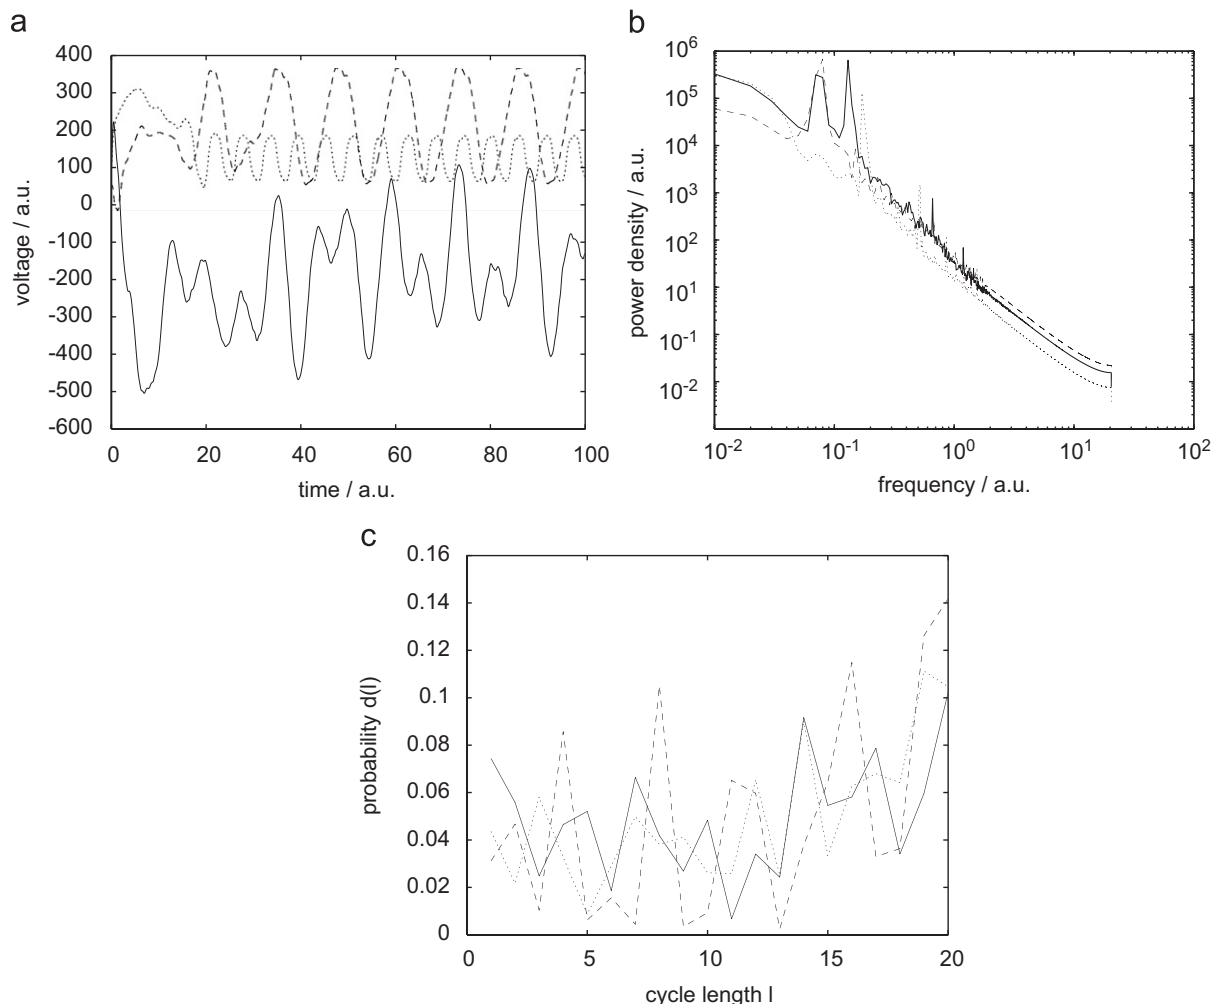 a
400
300
200
100
0
-100
-200
-300
-400
-500
-600
voltage / a.u.
0 20 40 60 80 100
time / a.u.
b
10^6
10^5
10^4
10^3
10^2
10^1
10^-1
10^-2
power density / a.u.
10^-2 10^-1 10^0 10^1 10^2
frequency / a.u.
c
0.16
0.14
0.12
0.1
0.08
0.06
0.04
0.02
0
probability d(l)
0 5 10 15 20
cycle length l